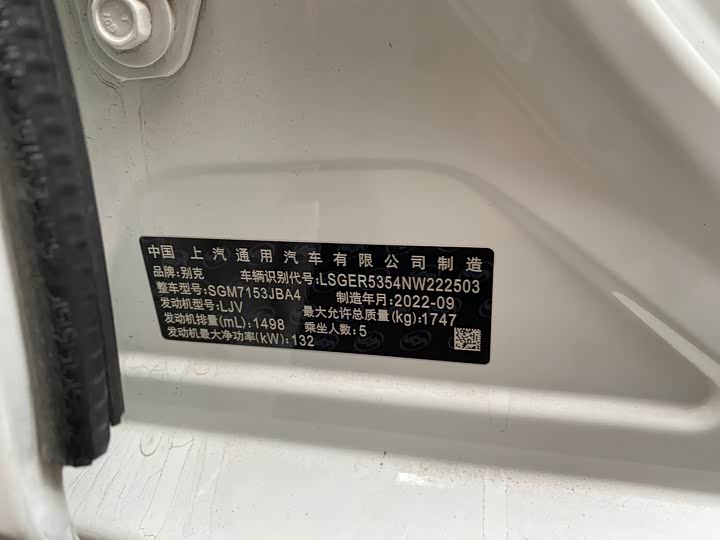 中国 上汽通用汽车有限公司制造
品牌:别克 车辆识别代号:LSGER5354NW222503
整车型号:SGM7153JBA4 制造年月:2022-09
发动机型号:LJV 最大允许总质量(kg):1747
发动机排量(mL):1498 乘坐人数:5
发动机最大净功率(kW):132